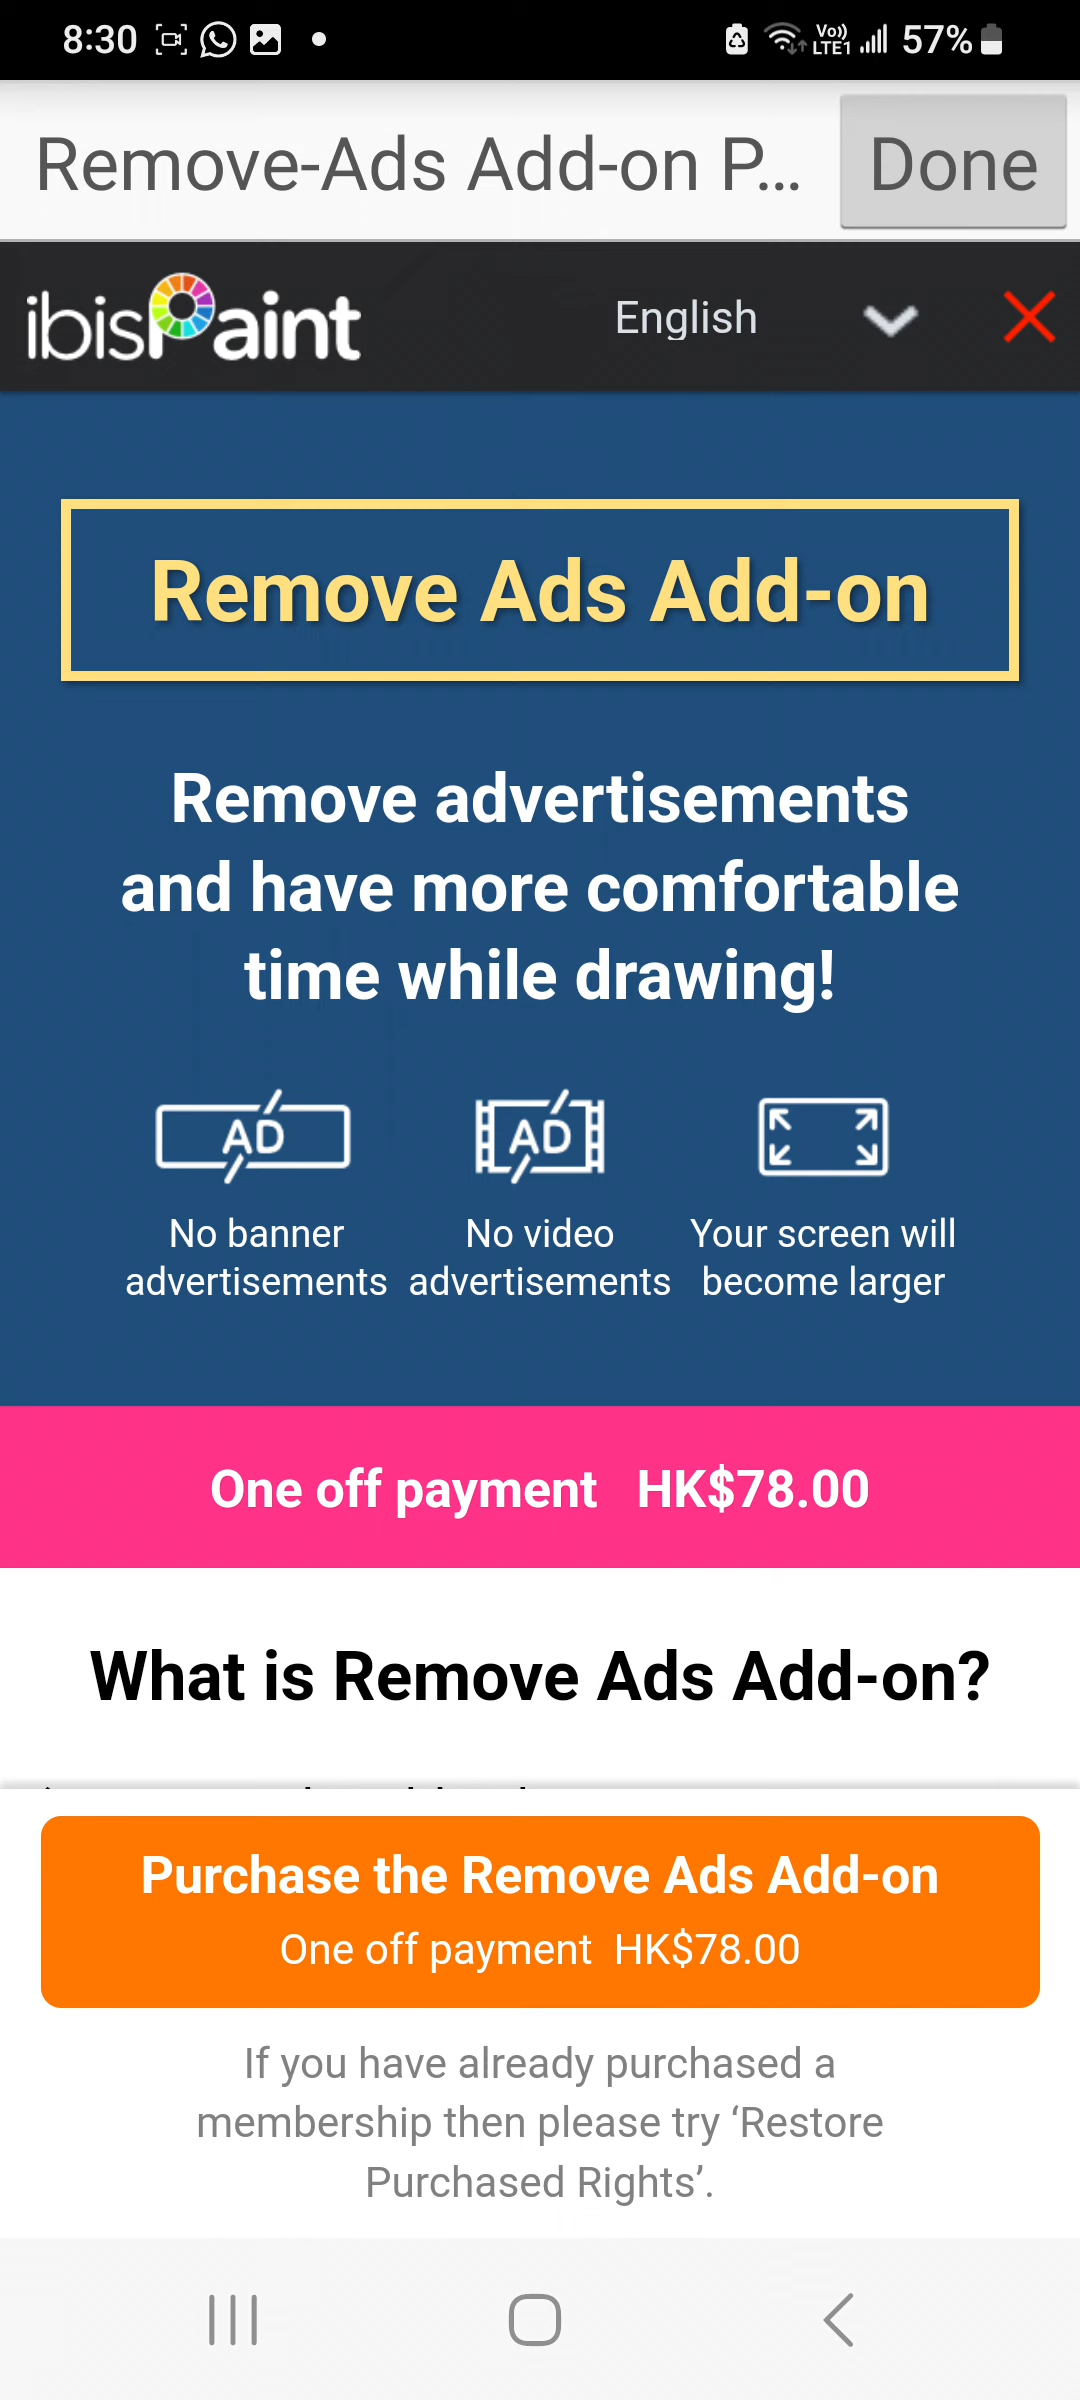 8:30 Vo)) LTE1 57%
Remove-Ads Add-on P... Done
ibisPaint English
Remove Ads Add-on
Remove advertisements
and have more comfortable
time while drawing!
AD AD
No banner advertisements
No video advertisements
Your screen will become larger
One off payment HK$78.00
What is Remove Ads Add-on?
Purchase the Remove Ads Add-on
One off payment HK$78.00
If you have already purchased a
membership then please try ‘Restore
Purchased Rights’.